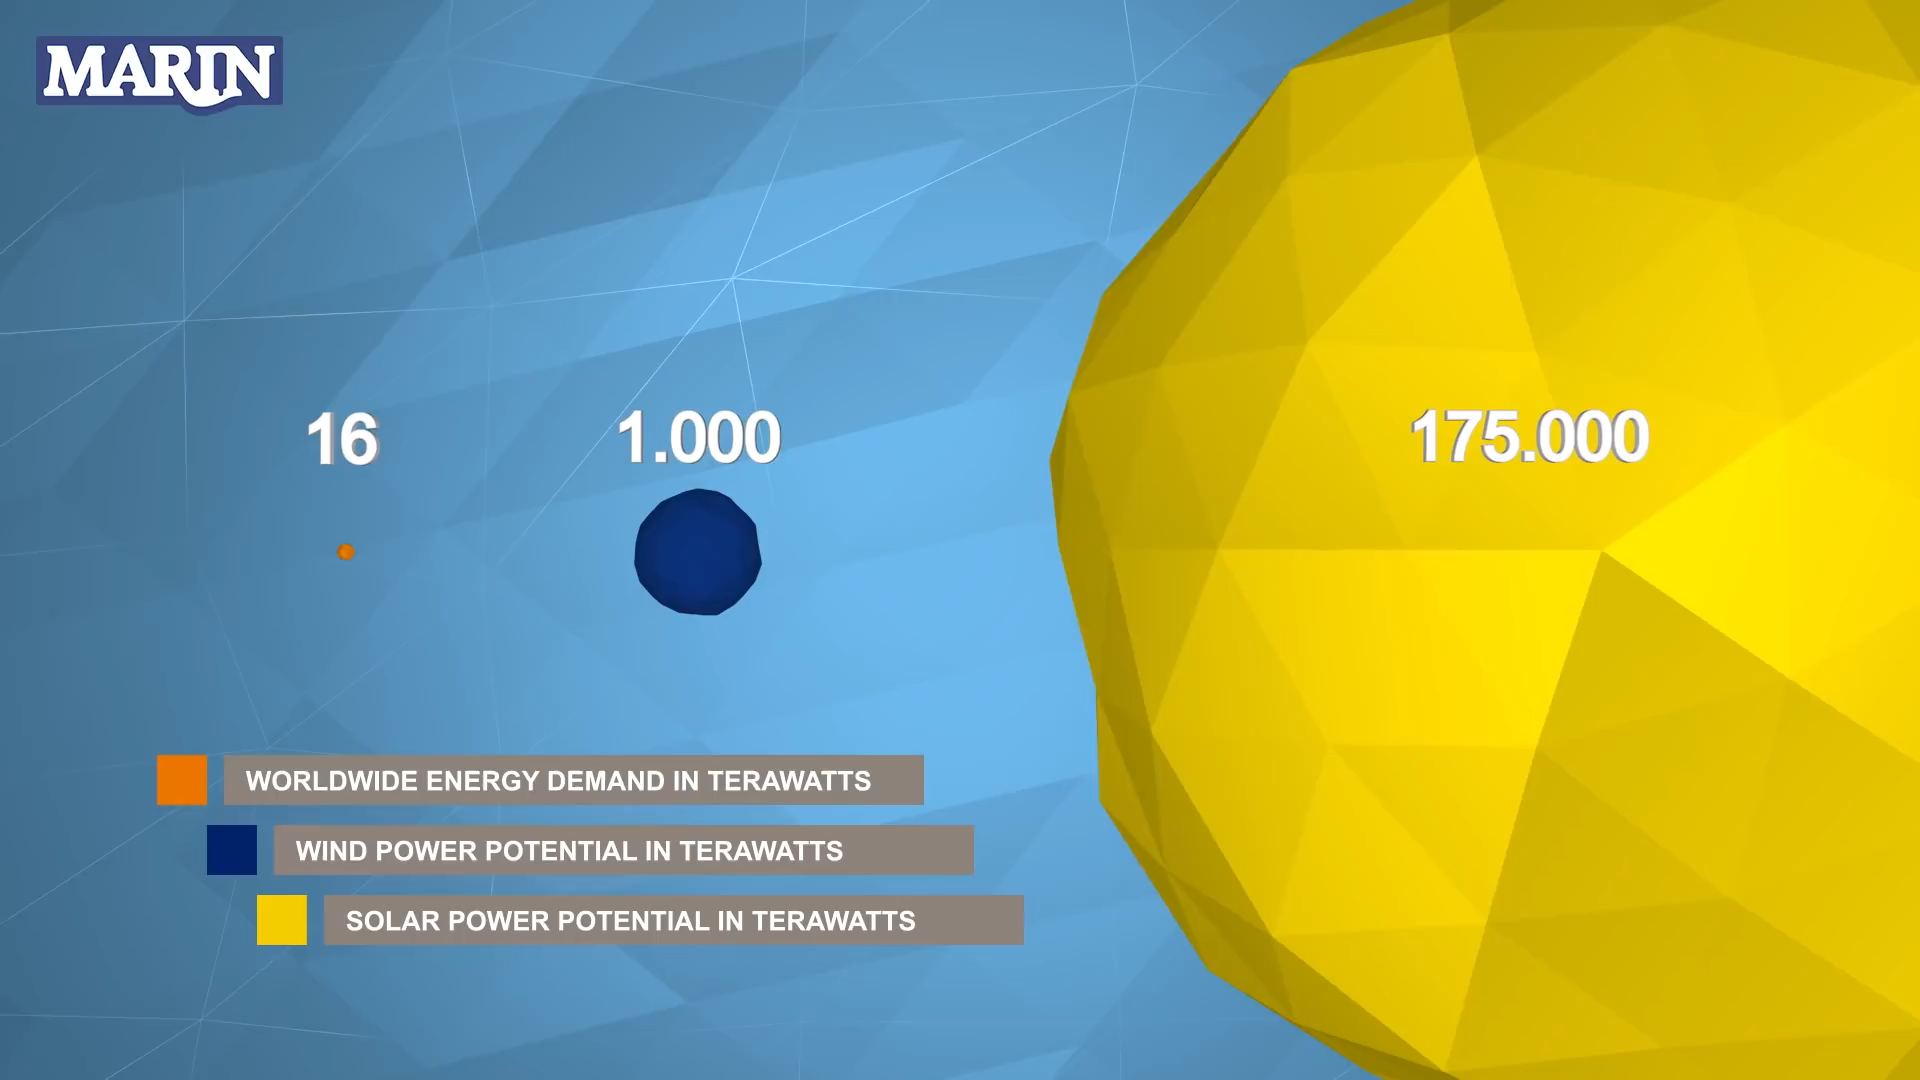 MARIN
16
1.000
175.000
WORLDWIDE ENERGY DEMAND IN TERAWATTS
WIND POWER POTENTIAL IN TERAWATTS
SOLAR POWER POTENTIAL IN TERAWATTS